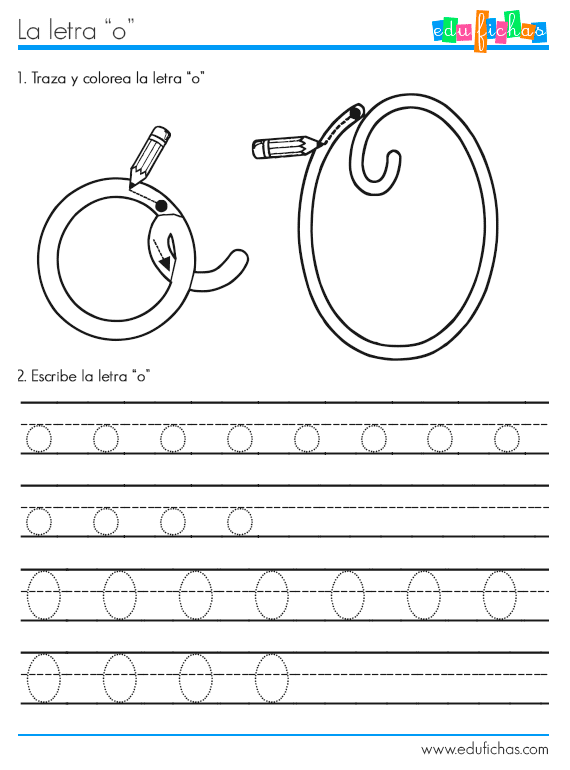 La letra “o”
edufichas
1. Traza y colorea la letra “o”
2. Escribe la letra “o”
o o o o o o o o
o o o o
O O O O O O O
O O O O
www.edufichas.com